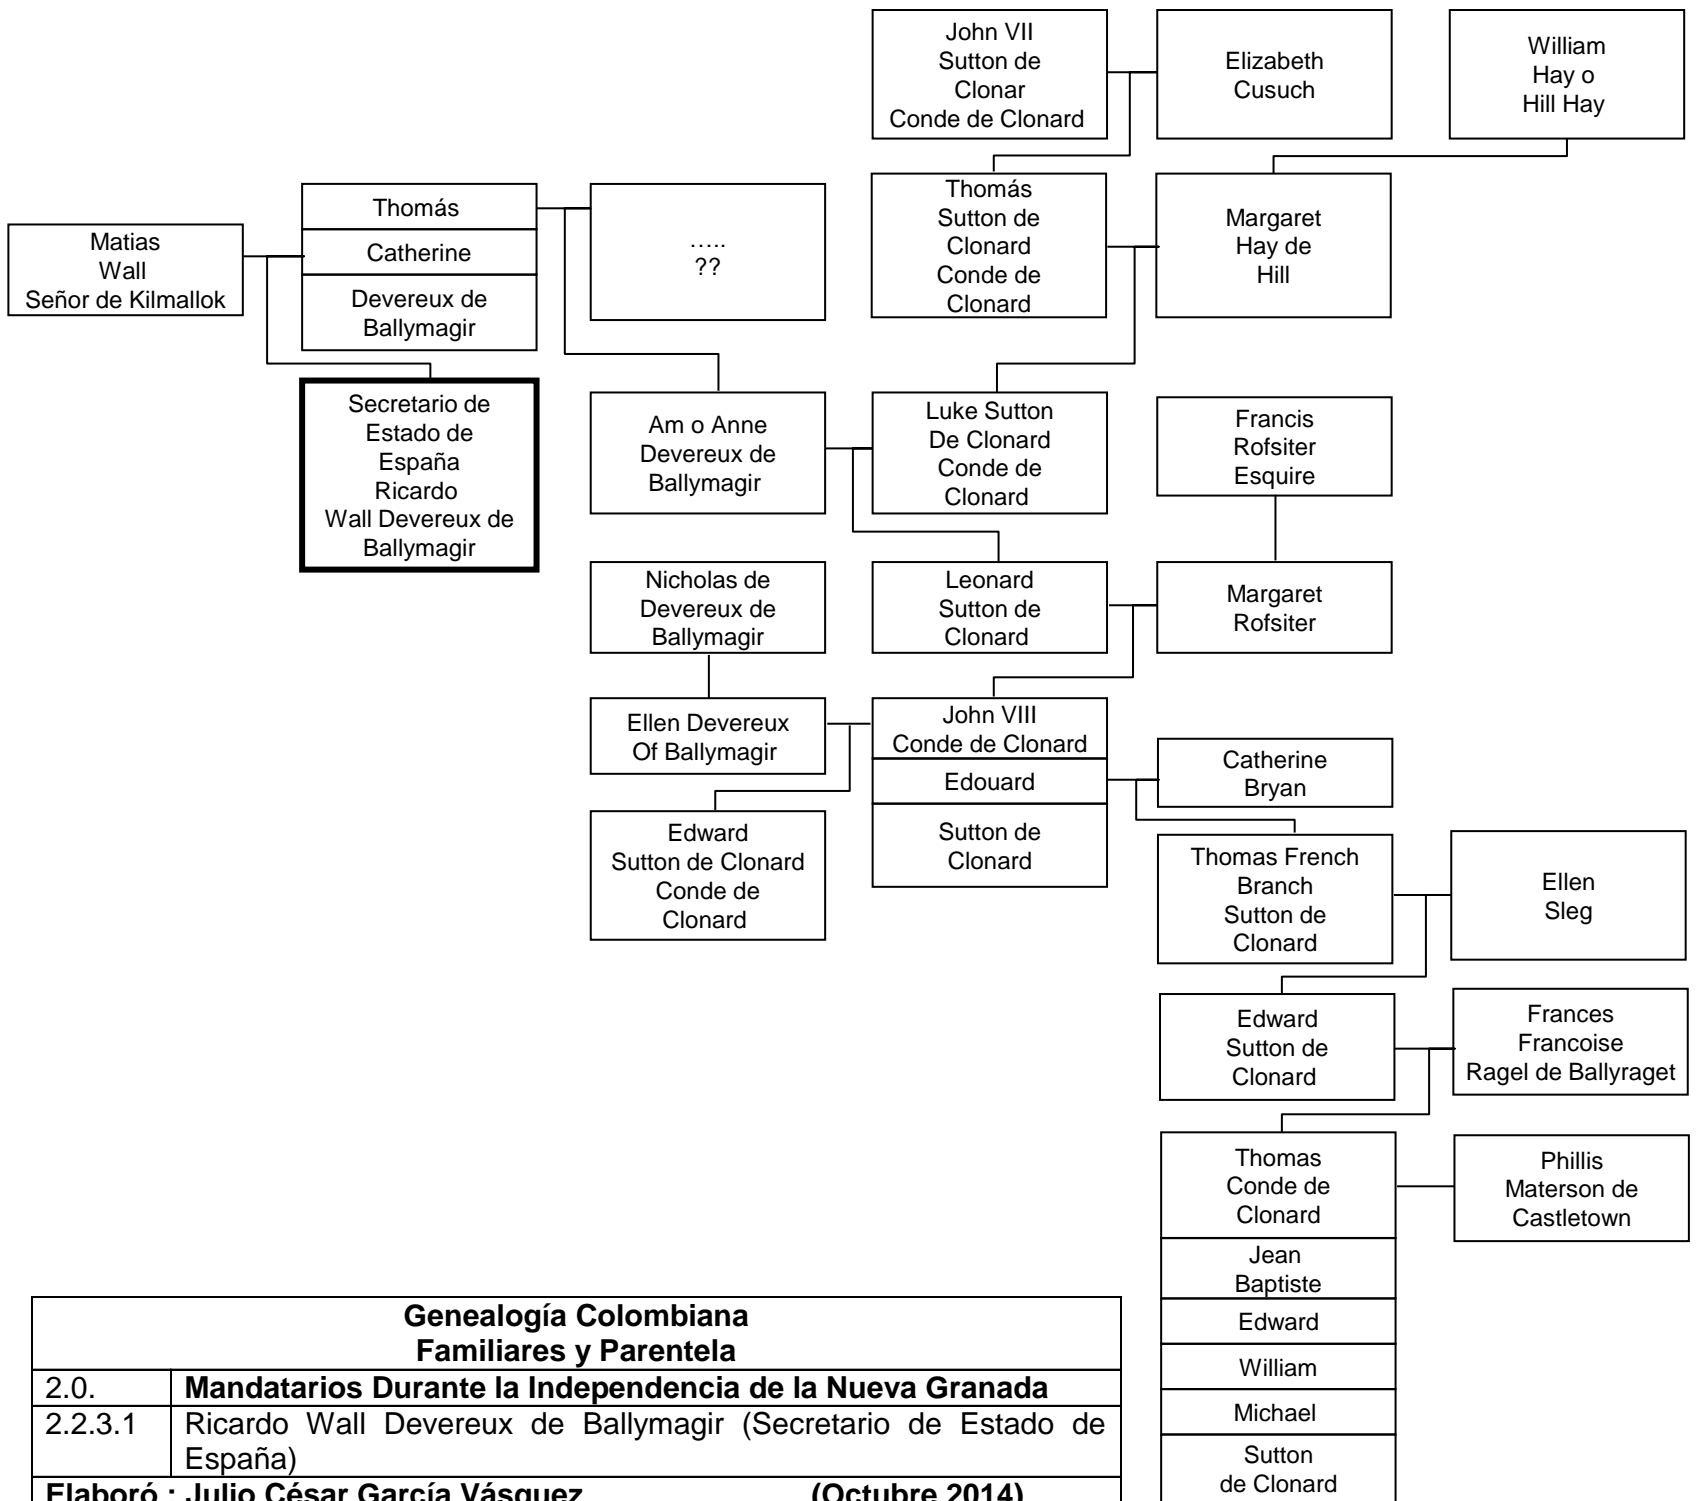 John VII
Sutton de
Clonar
Conde de Clonard
Elizabeth
Cusuch
William
Hay o
Hill Hay
Thomás
Sutton de
Clonard
Conde de
Clonard
Margaret
Hay de
Hill
Matias
Wall
Señor de Kilmallok
Thomás
Catherine
Devereux de
Ballymagir
.....
??
Secretario de
Estado de
España
Ricardo
Wall Devereux de
Ballymagir
Am o Anne
Devereux de
Ballymagir
Luke Sutton
De Clonard
Conde de
Clonard
Francis
Rofsiter
Esquire
Nicholas de
Devereux de
Ballymagir
Leonard
Sutton de
Clonard
Margaret
Rofsiter
Ellen Devereux
Of Ballymagir
John VIII
Conde de Clonard
Edouard
Sutton de
Clonard
Catherine
Bryan
Edward
Sutton de Clonard
Conde de
Clonard
Thomas French
Branch
Sutton de
Clonard
Ellen
Sleg
Edward
Sutton de
Clonard
Frances
Francoise
Ragel de Ballyraget
Thomas
Conde de
Clonard
Jean
Baptiste
Edward
William
Michael
Sutton
de Clonard
Phillis
Materson de
Castletown
Genealogía Colombiana
Familiares y Parentela
2.0. Mandatarios Durante la Independencia de la Nueva Granada
2.2.3.1 Ricardo Wall Devereux de Ballymagir (Secretario de Estado de
España)
Elaboró : Julio César García Vásquez (Octubre 2014)